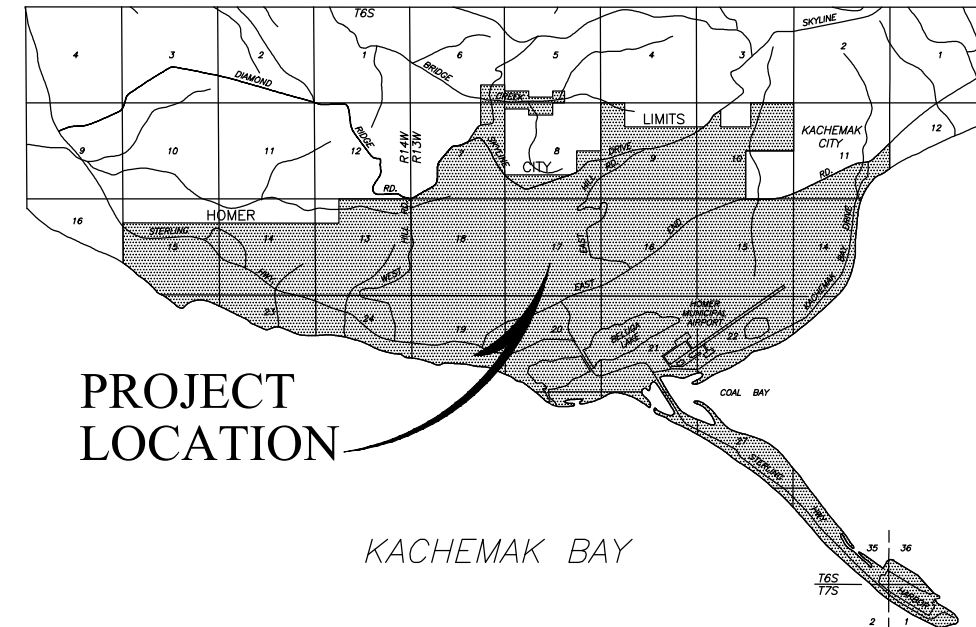 T6S
SKYLINE
4
3
2
1
6
5
4
3
2
1
DIAMOND
BRIDGE
CREEK
LIMITS
KACHEMAK
CITY
9
10
11
12
RIDGE
RD.
R14W
R13W
7
SKYLINE
8
CITY
DRIVE
HILL RD.
9
10
11
12
RD.
16
HOMER
STERLING
15
14
13
HILL
RD.
18
17
EAST
16
END
15
14
DRIVE
HWY.
WEST
EAST
KACHEMAK BAY
23
24
19
20
BELUGA
LAKE
21
HOMER
MUNICIPAL
AIRPORT
22
PROJECT
LOCATION
COAL BAY
27
STERLING
HWY.
KACHEMAK BAY
35
36
T6S
T7S
HARBOR
2
1